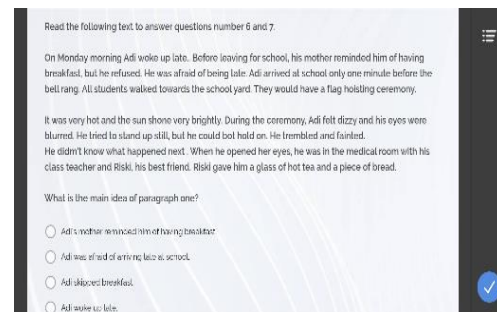 Read the following text to answer questions number 6 and 7.
On Monday morning Adi woke up late. Before leaving for school, his mother reminded him of having
breakfast, but he refused. He was afraid of being late. Adi arrived at school only one minute before the
bell rang. All students walked towards the school yard. They would have a flag hoisting ceremony.
It was very hot and the sun shone very brightly. During the ceremony, Adi felt dizzy and his eyes were
blurred. He tried to stand up still, but he could bot hold on. He trembled and fainted.
He didm't know what happened next. When he opened her eyes, he was in the medical room with his
class teacher and Riski, his best friend. Riski gave him a glass of hot tea and a piece of bread.
What is the main idea of paragraph one?
Adi's mother reminded him of having breakfast
Adi was afraid of arriving late at school.
Adi skipped breakfast
Adi woke up late.